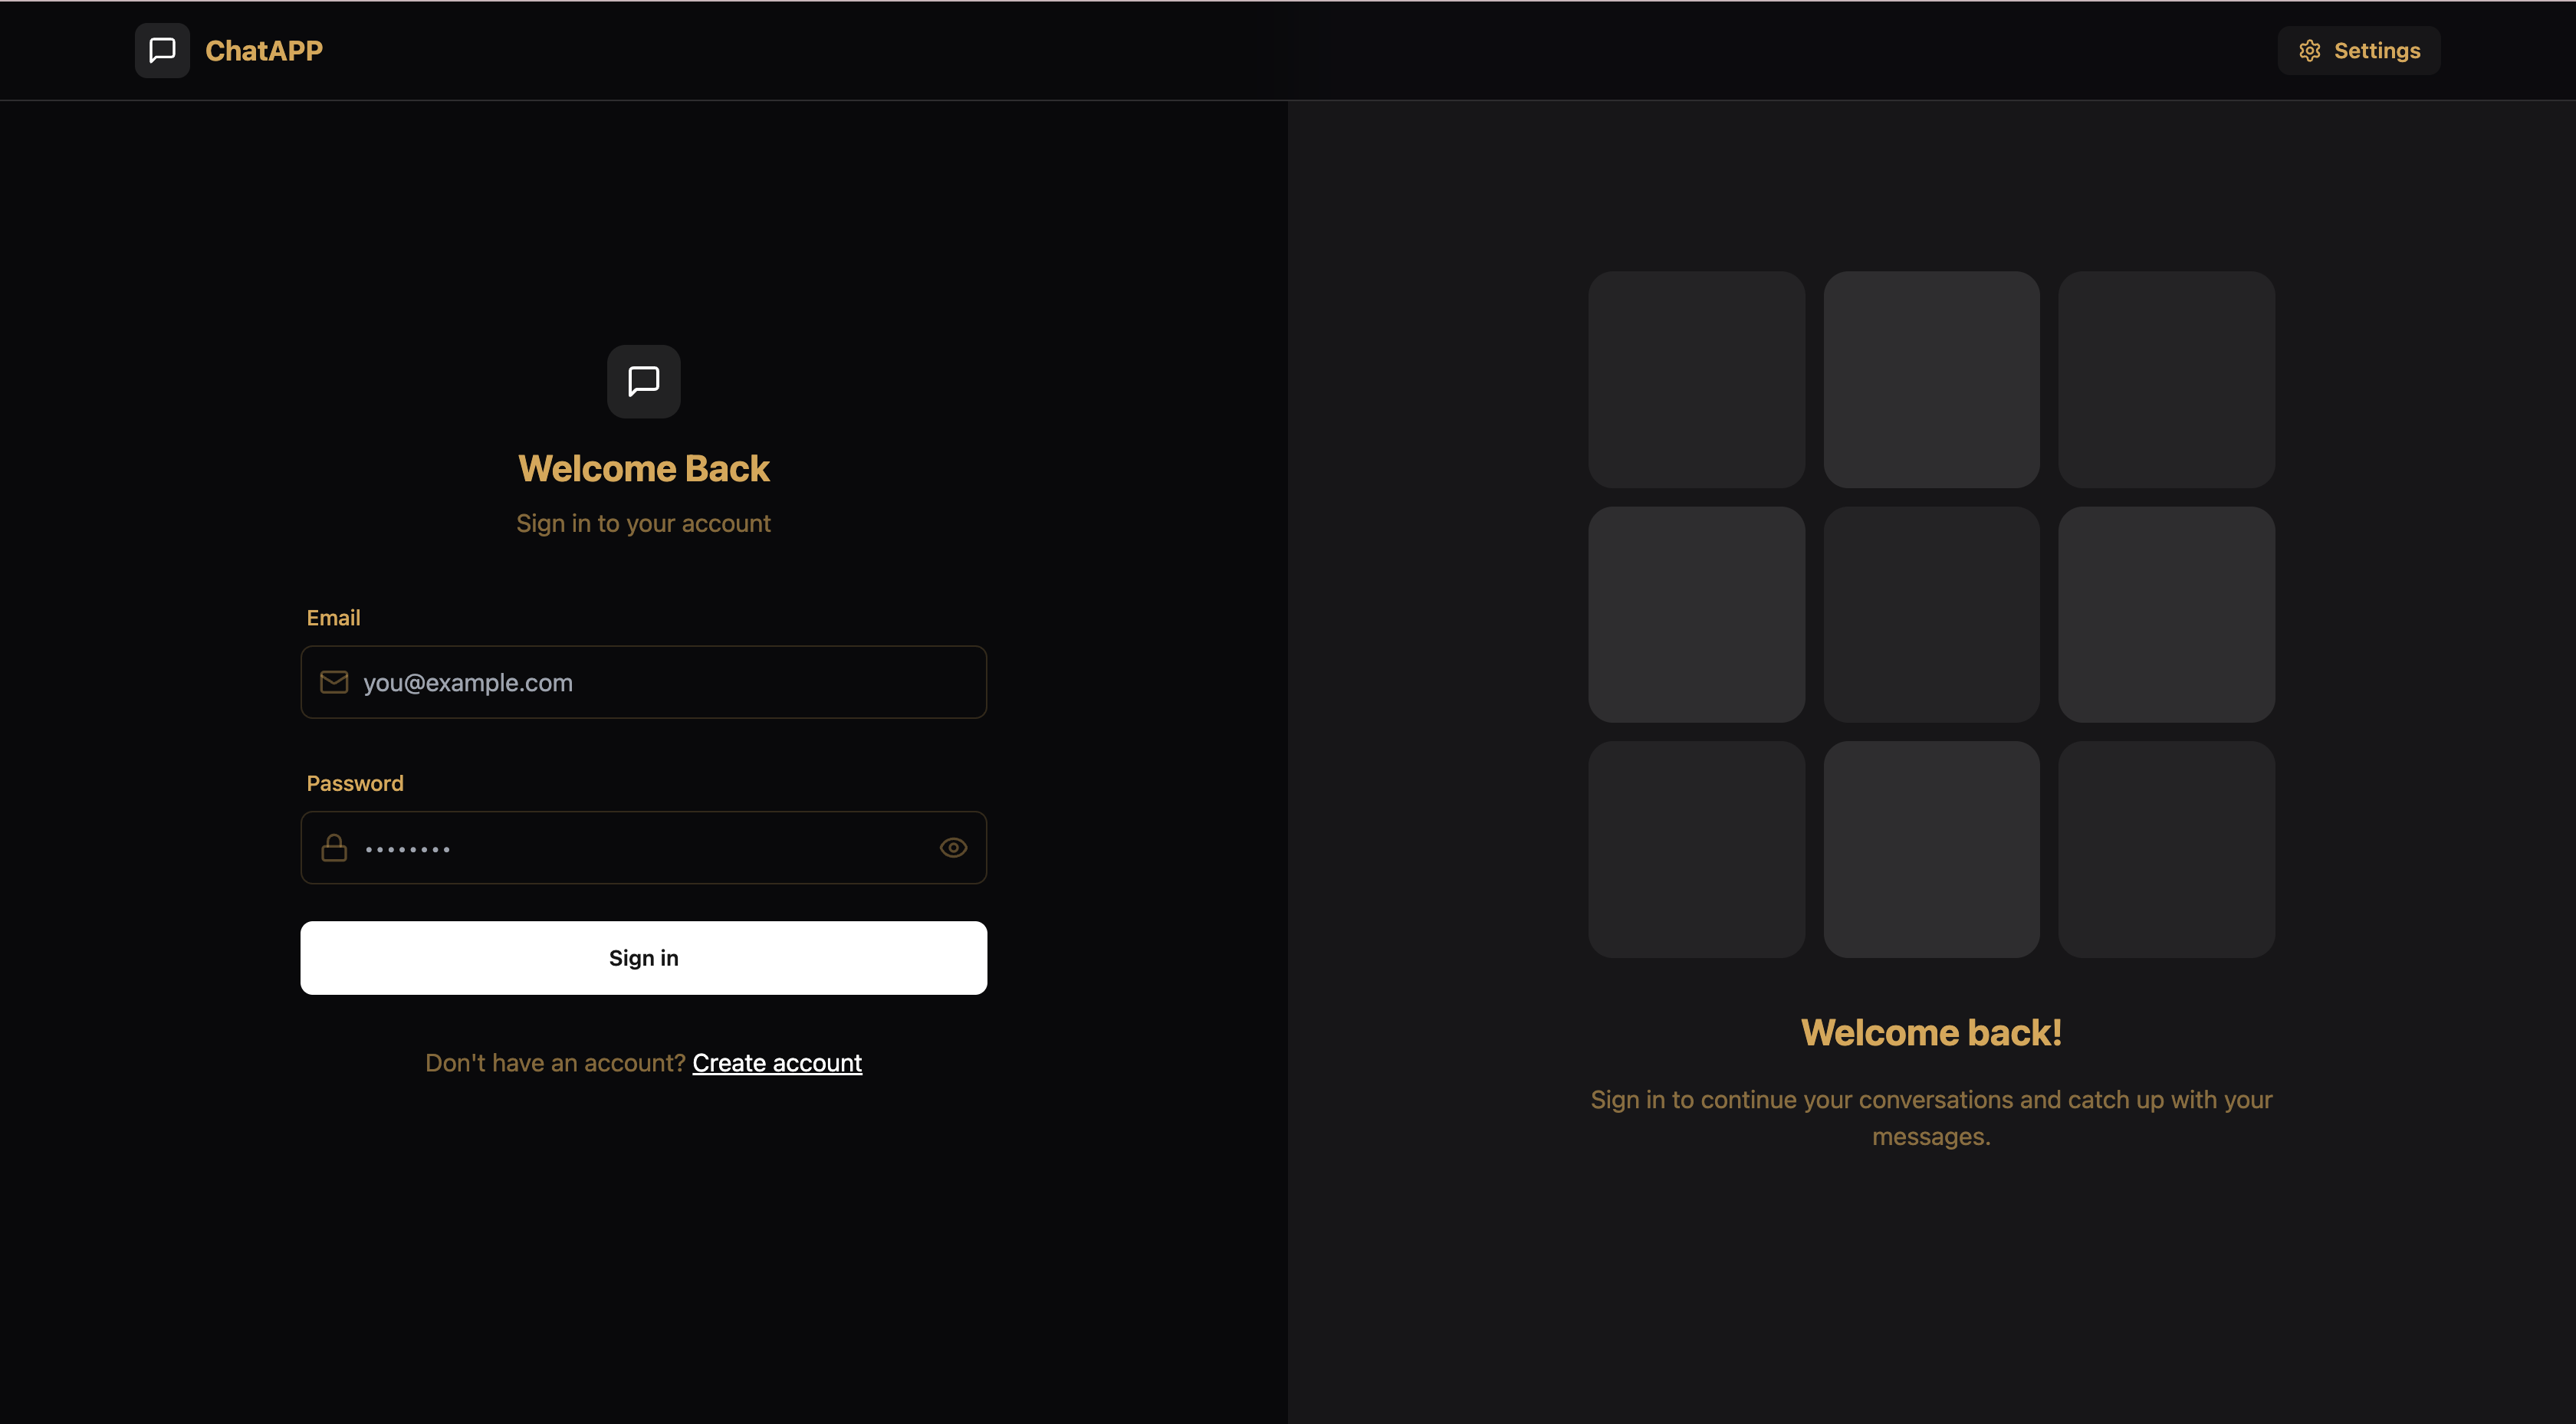 ChatAPP
Settings
Welcome Back
Sign in to your account
Email
you@example.com
Password
••••••••
Sign in
Don't have an account? Create account
Welcome back!
Sign in to continue your conversations and catch up with your
messages.